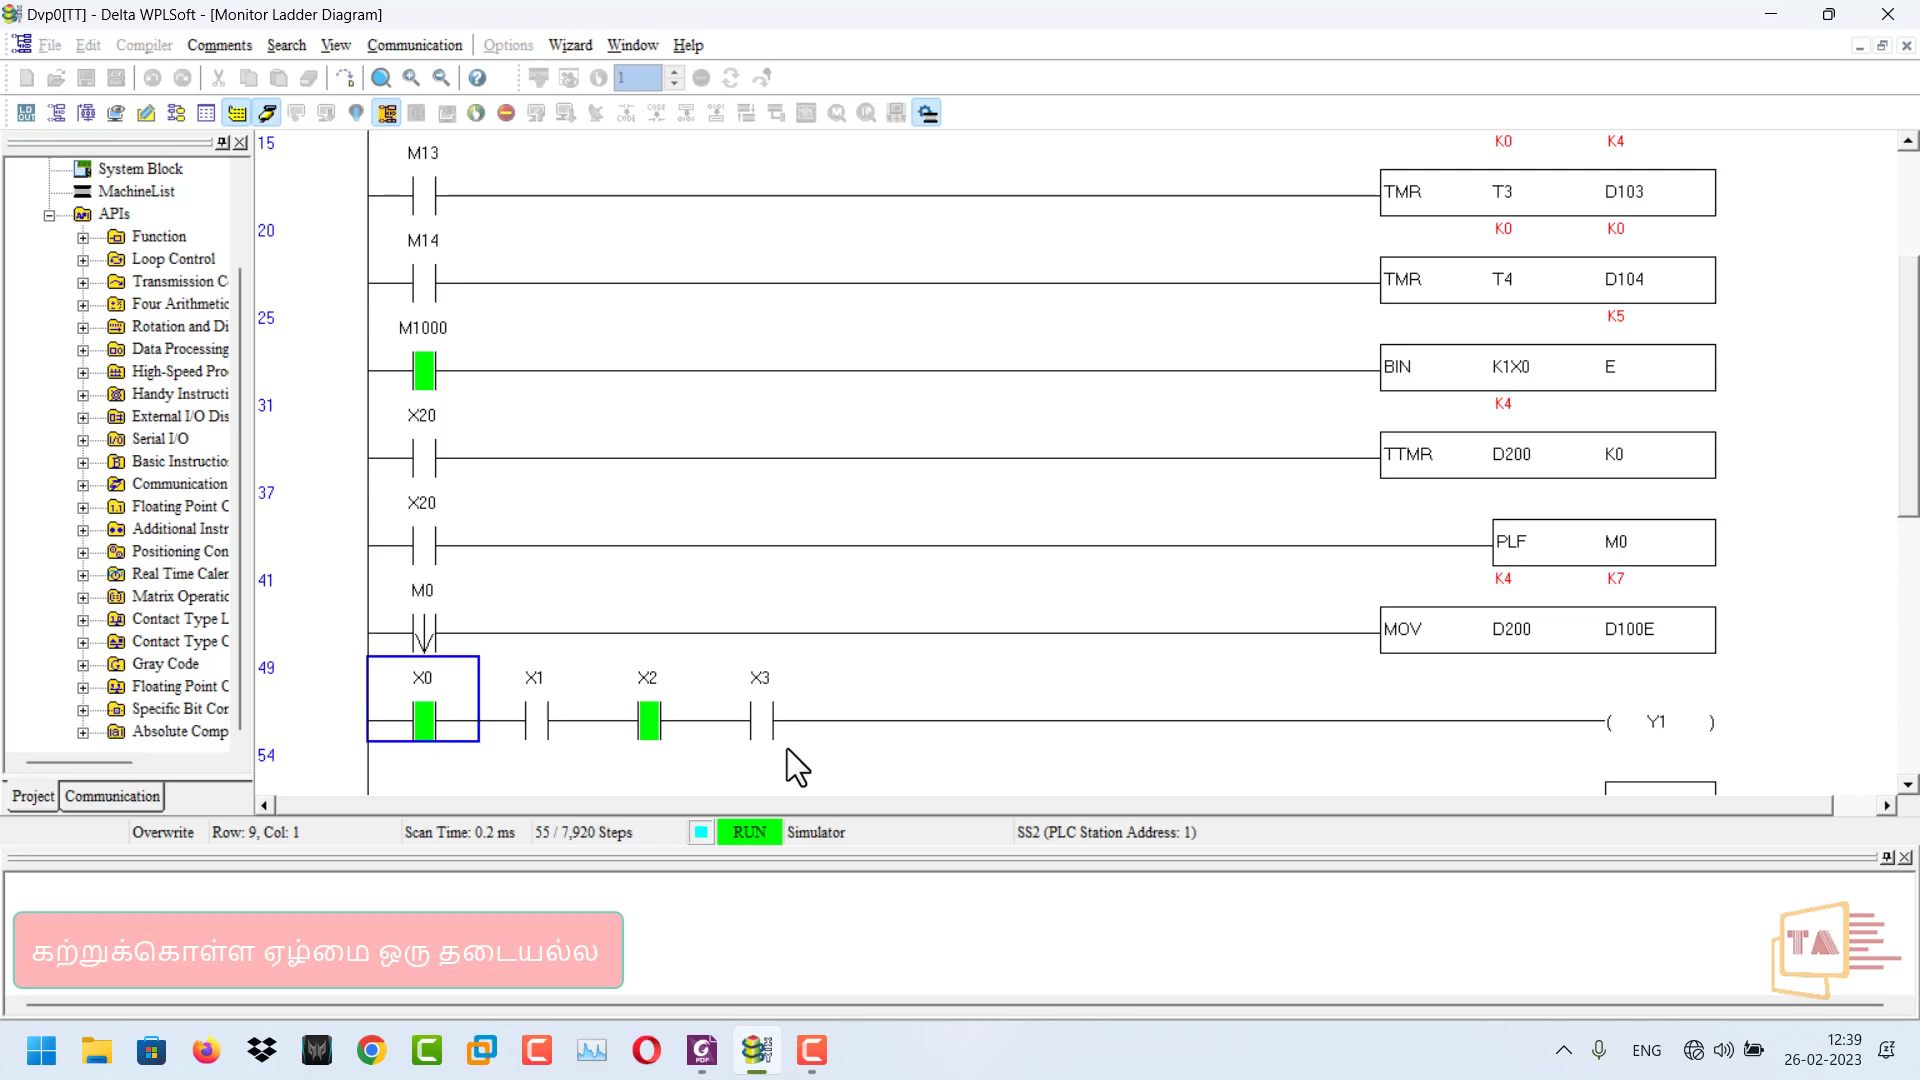 Dvp0[TT] - Delta WPLSoft - [Monitor Ladder Diagram]
File Edit Compiler Comments Search View Communication Options Wizard Window Help
1
System Block
MachineList
APIs
Function
Loop Control
Transmission C
Four Arithmetic
Rotation and Di
Data Processing
High-Speed Pro
Handy Instructi
External I/O Dis
Serial I/O
Basic Instructio
Communication
Floating Point C
Additional Instr
Positioning Con
Real Time Caler
Matrix Operatic
Contact Type L
Contact Type C
Gray Code
Floating Point C
Specific Bit Cor
Absolute Comp
Project Communication
15 K0 K4
M13
TMR T3 D103
20 K0 K0
M14
TMR T4 D104
25 K5
M1000
BIN K1X0 E
31 K4
X20
TTMR D200 K0
37
X20
PLF M0
41 K4 K7
M0
MOV D200 D100E
49
X0 X1 X2 X3
( Y1 )
54
Overwrite Row: 9, Col: 1 Scan Time: 0.2 ms 55 / 7,920 Steps RUN Simulator SS2 (PLC Station Address: 1)
கற்றுக்கொள்ள ஏழ்மை ஒரு தடையல்ல
TA
ENG 12:39
26-02-2023